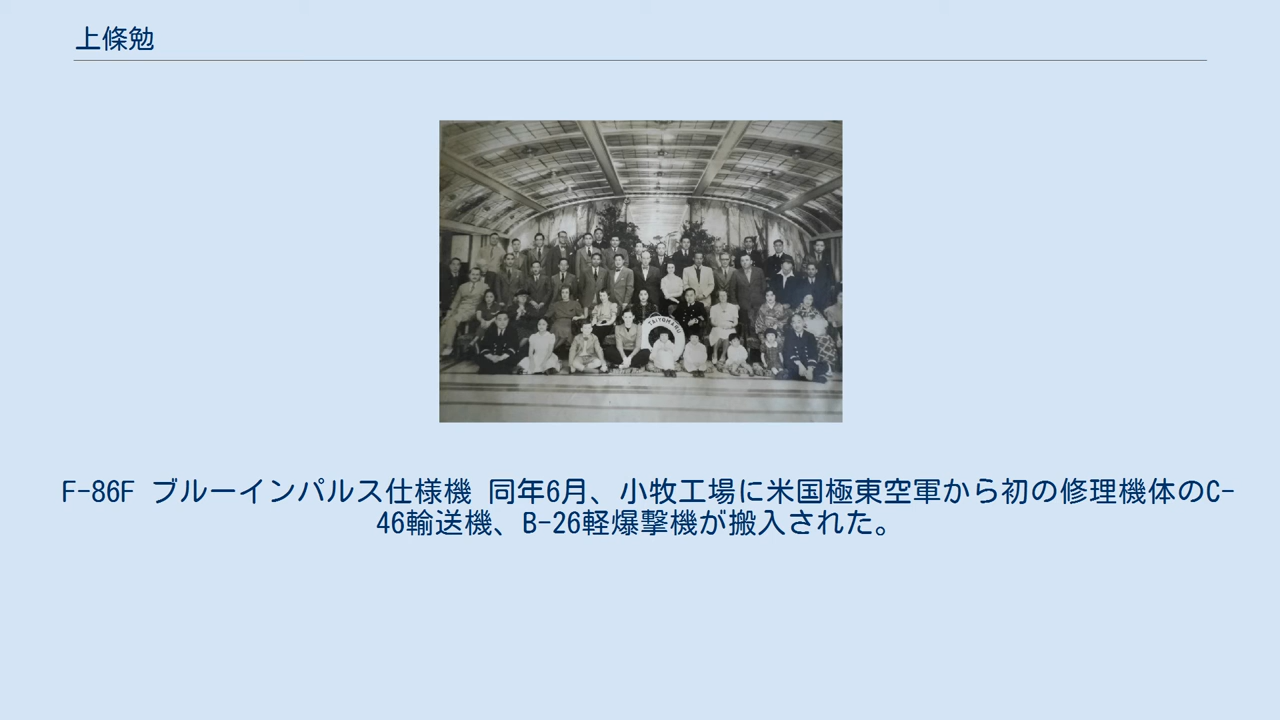 上條勉
TAIYO MARU
F-86F ブルーインパルス仕様機 同年6月、小牧工場に米国極東空軍から初の修理機体のC-
46輸送機、B-26軽爆撃機が搬入された。